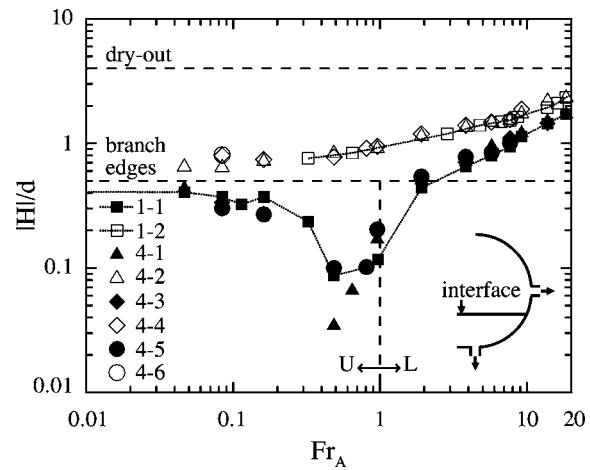 10
dry-out
branch
edges
1
|H|/d
0.1
0.01
1-1
1-2
4-1
4-2
4-3
4-4
4-5
4-6
interface
U L
0.01 0.1 1 10 20
Fr_A